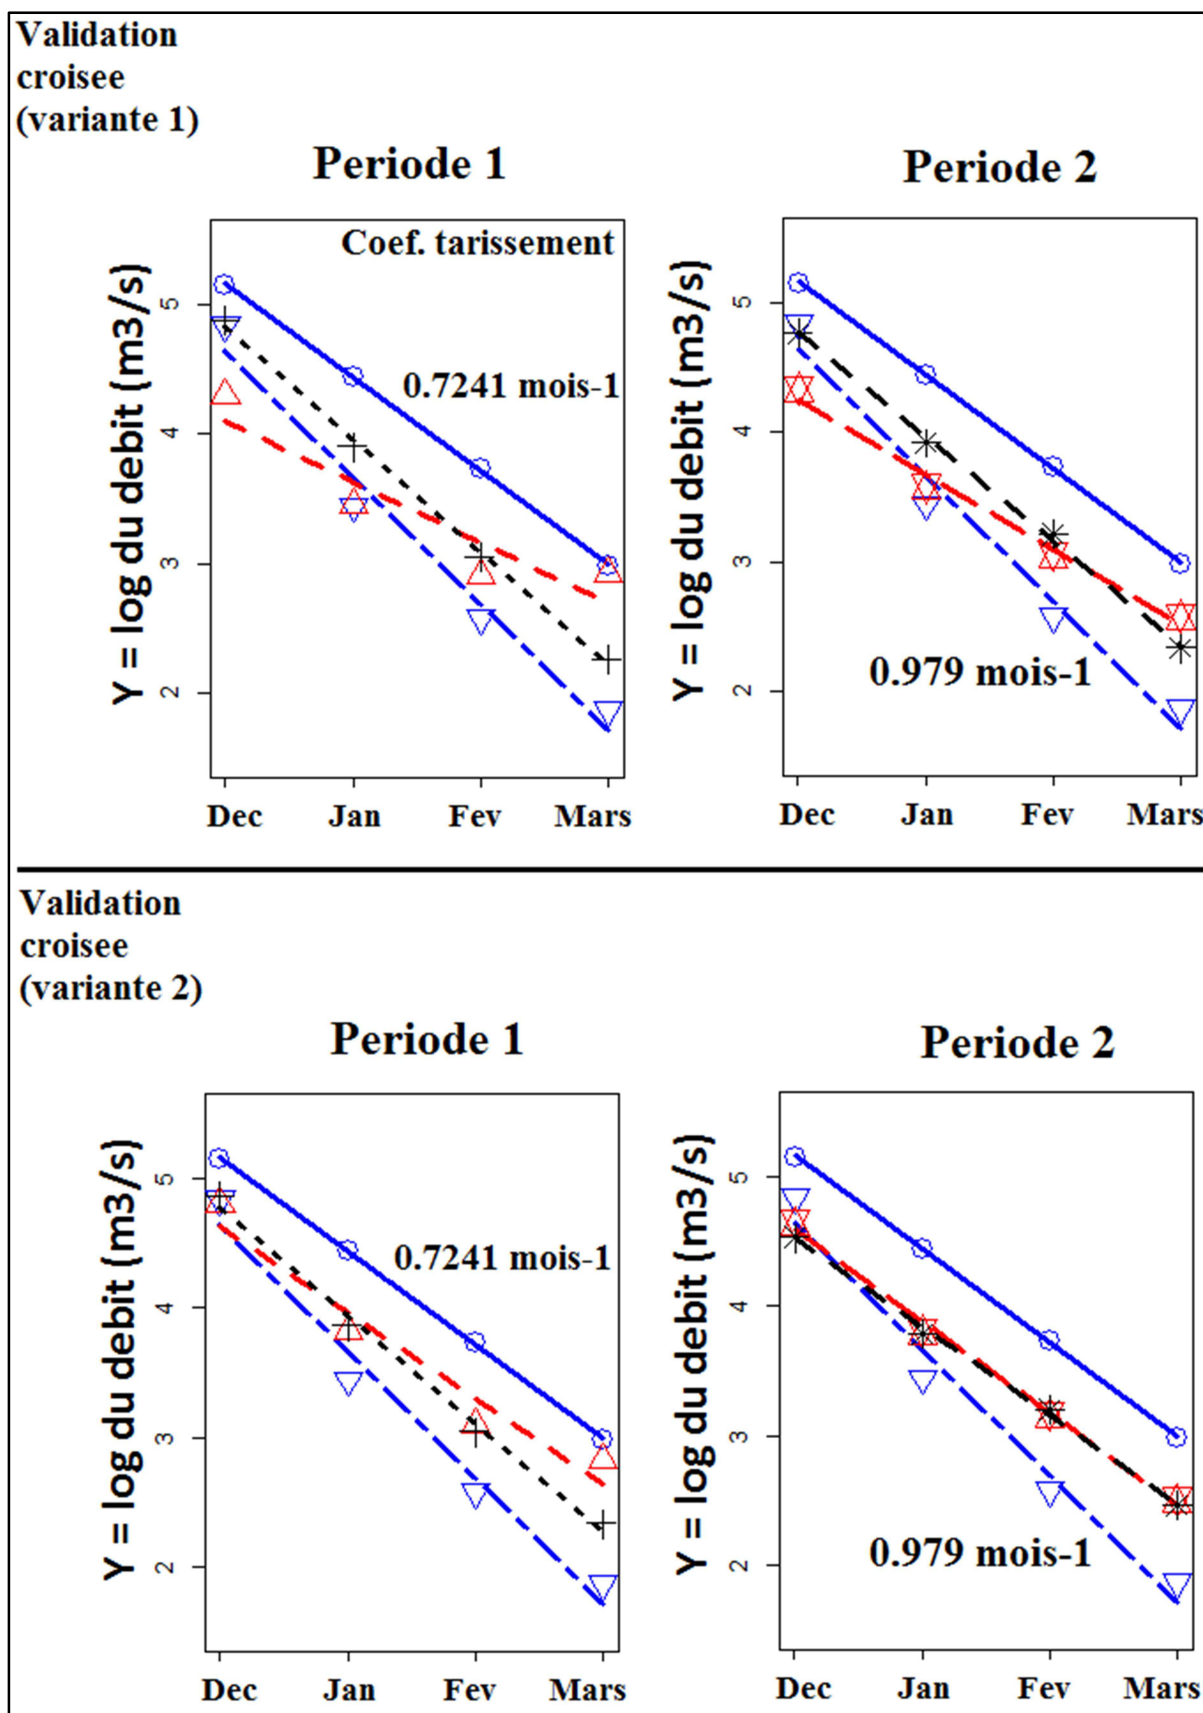 Validation
croisee
(variante 1)
Periode 1
Coef. tarissement
0.7241 mois-1
Y = log du debit (m3/s)
5
4
3
2
Dec Jan Fev Mars
Periode 2
0.979 mois-1
Y = log du debit (m3/s)
5
4
3
2
Dec Jan Fev Mars
Validation
croisee
(variante 2)
Periode 1
0.7241 mois-1
Y = log du debit (m3/s)
5
4
3
2
Dec Jan Fev Mars
Periode 2
0.979 mois-1
Y = log du debit (m3/s)
5
4
3
2
Dec Jan Fev Mars